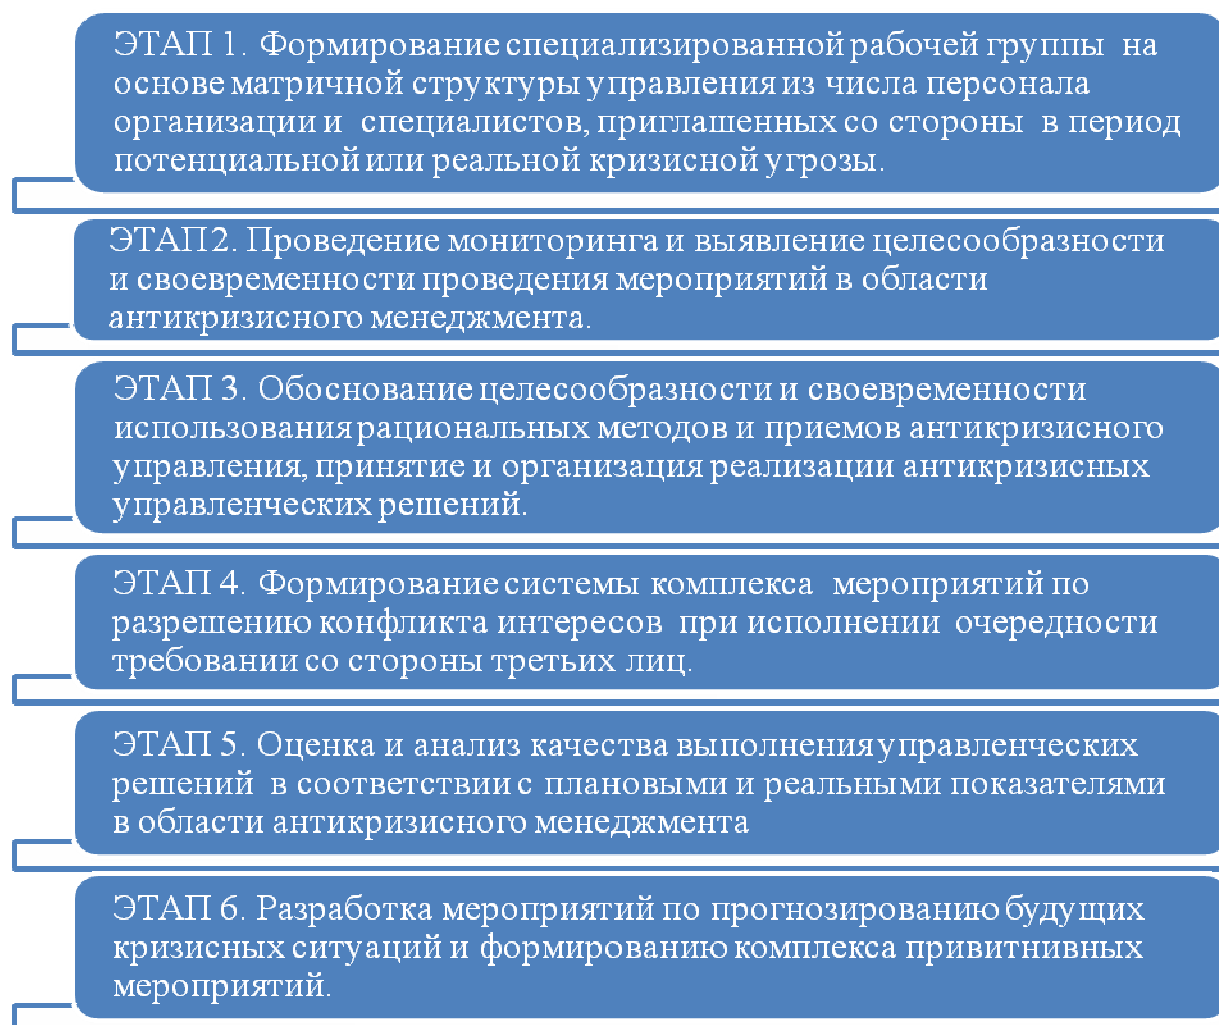 ЭТАП 1. Формирование специализированной рабочей группы на
основе матричной структуры управления из числа персонала
организации и специалистов, приглашенных со стороны в период
потенциальной или реальной кризисной угрозы.
ЭТАП 2. Проведение мониторинга и выявление целесообразности
и своевременности проведения мероприятий в области
антикризисного менеджмента.
ЭТАП 3. Обоснование целесообразности и своевременности
использования рациональных методов и приемов антикризисного
управления, принятие и организация реализации антикризисных
управленческих решений.
ЭТАП 4. Формирование системы комплекса мероприятий по
разрешению конфликта интересов при исполнении очередности
требовании со стороны третьих лиц.
ЭТАП 5. Оценка и анализ качества выполнения управленческих
решений в соответствии с плановыми и реальными показателями
в области антикризисного менеджмента
ЭТАП 6. Разработка мероприятий по прогнозированию будущих
кризисных ситуаций и формированию комплекса привитнивных
мероприятий.